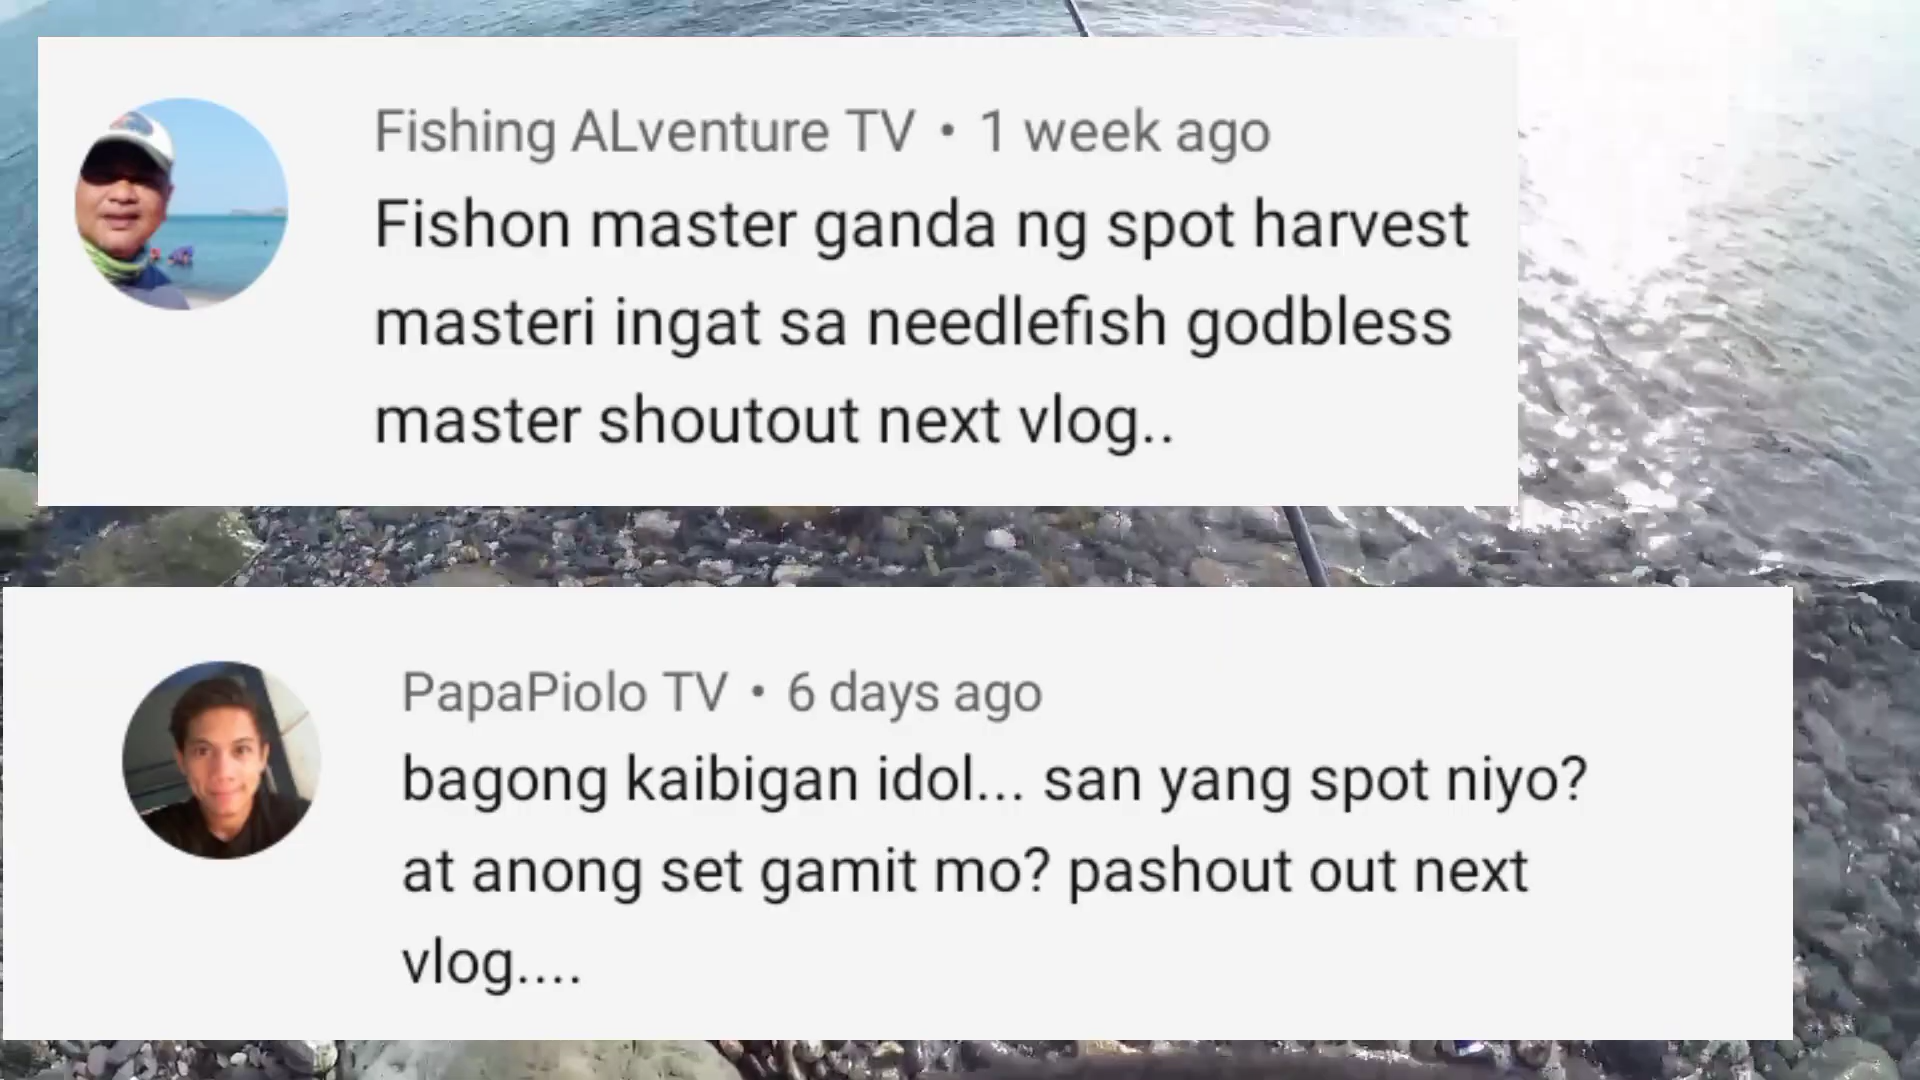 Fishing ALventure TV • 1 week ago
Fishon master ganda ng spot harvest
masteri ingat sa needlefish godbless
master shoutout next vlog..
PapaPiolo TV • 6 days ago
bagong kaibigan idol... san yang spot niyo?
at anong set gamit mo? pashout out next
vlog....